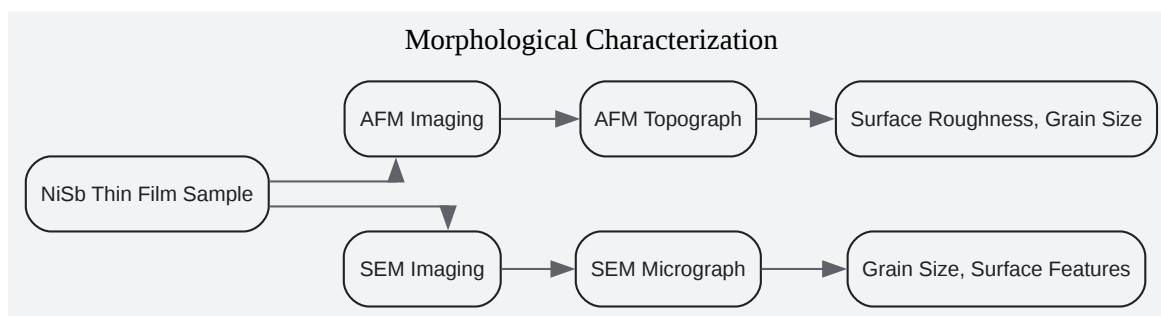 Morphological Characterization
AFM Imaging
AFM Topograph
Surface Roughness, Grain Size
NiSb Thin Film Sample
SEM Imaging
SEM Micrograph
Grain Size, Surface Features